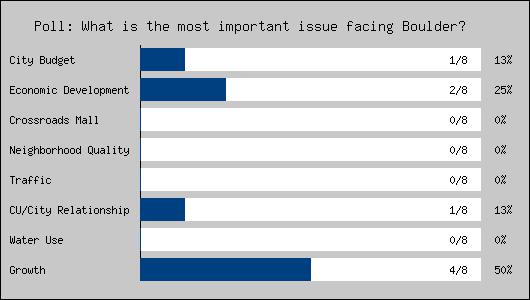 Poll: What is the most important issue facing Boulder?
City Budget 1/8 13%
Economic Development 2/8 25%
Crossroads Mall 0/8 0%
Neighborhood Quality 0/8 0%
Traffic 0/8 0%
CU/City Relationship 1/8 13%
Water Use 0/8 0%
Growth 4/8 50%